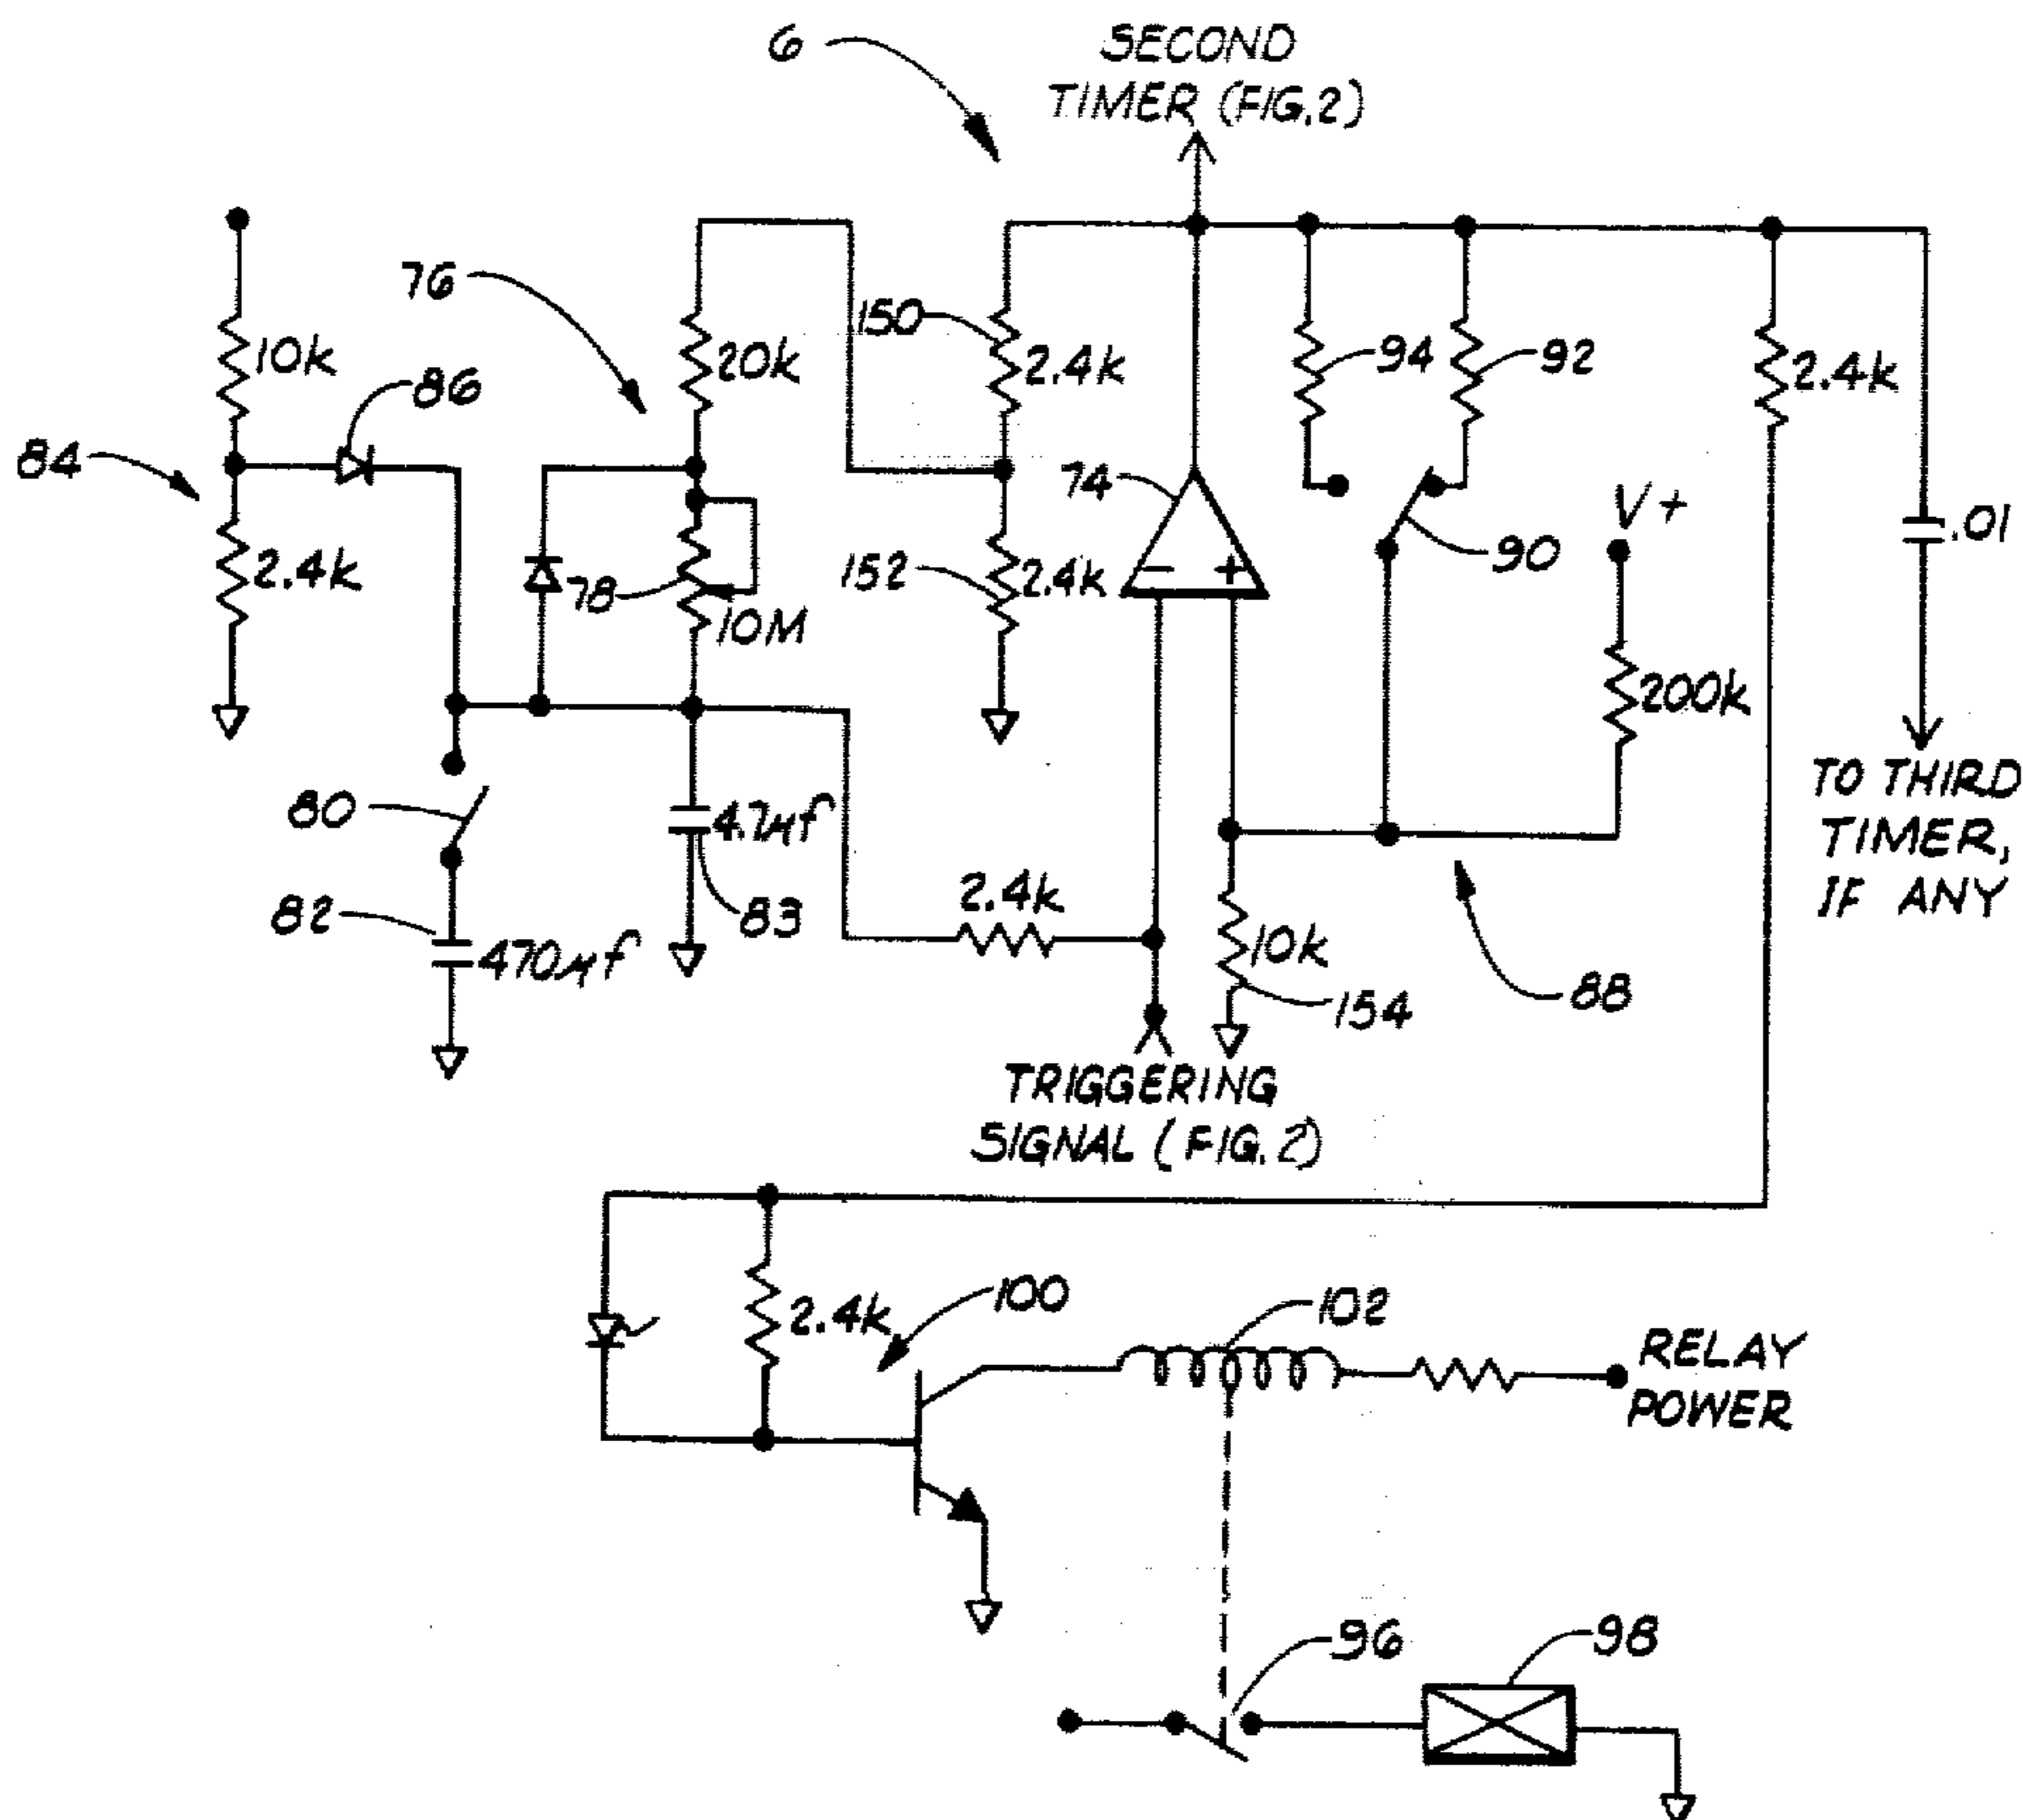 6
SECOND
TIMER (FIG. 2)
76
10k
86
84
2.4k
20k
150
2.4k
94
92
2.4k
74
V+
90
.01
78
10M
152
2.4k
- +
200k
80
4.7µf
82
83
470µf
2.4k
10k
154
88
TO THIRD
TIMER,
IF ANY
TRIGGERING
SIGNAL (FIG. 2)
2.4k
100
102
RELAY
POWER
96
98